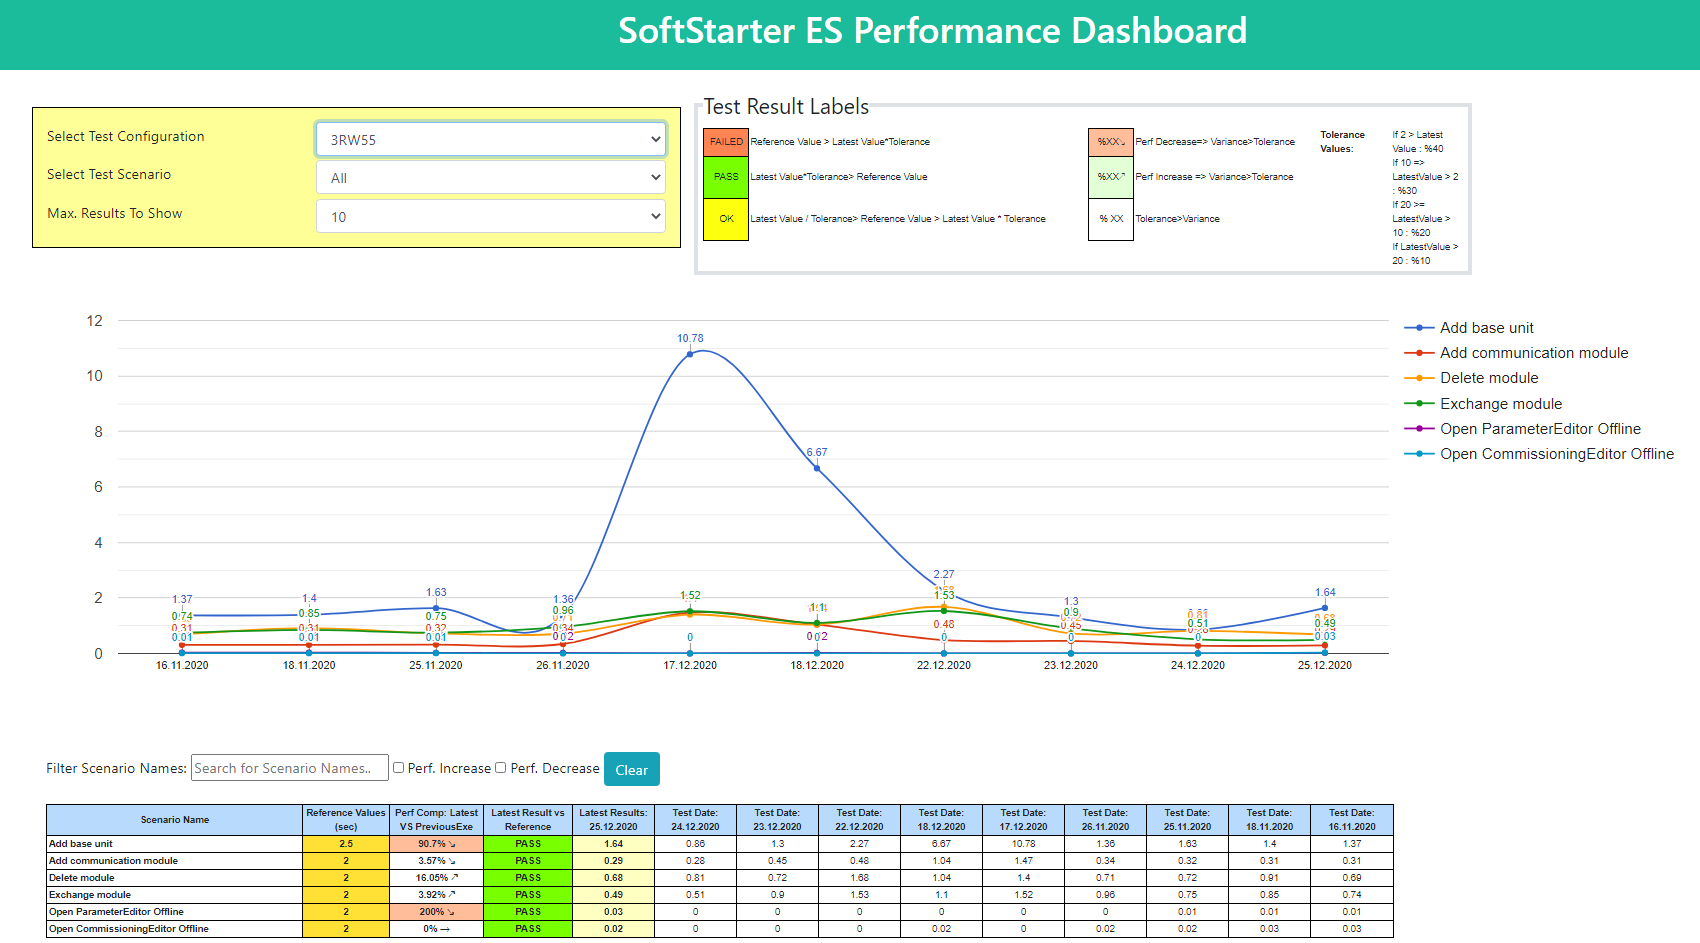 SoftStarter ES Performance Dashboard
Select Test Configuration
3RW55
Select Test Scenario
All
Max. Results To Show
10
Test Result Labels
FAILED Reference Value > Latest Value*Tolerance
PASS Latest Value*Tolerance> Reference Value
OK Latest Value / Tolerance> Reference Value > Latest Value * Tolerance
%XX↘ Perf Decrease=> Variance>Tolerance
%XX↗ Perf Increase => Variance>Tolerance
% XX Tolerance>Variance
Tolerance
Values:
If 2 > Latest
Value : %40
If 10 =>
LatestValue > 2
: %30
If 20 >=
LatestValue >
10 : %20
If LatestValue >
20 : %10
12
10
8
6
4
2
0
10.78
6.67
2.27
1.37
1.4
1.63
1.36
1.3
1.64
0.74
0.85
0.75
0.96
1.52
1.1
1.53
0.9
0.51
0.49
0.31
0.31
0.32
0.34
0.48
0.45
0.01
0.01
0.01
0
0
0
0
0.03
16.11.2020
18.11.2020
25.11.2020
26.11.2020
17.12.2020
18.12.2020
22.12.2020
23.12.2020
24.12.2020
25.12.2020
Add base unit
Add communication module
Delete module
Exchange module
Open ParameterEditor Offline
Open CommissioningEditor Offline
Filter Scenario Names: Search for Scenario Names.. Perf. Increase Perf. Decrease Clear
Scenario Name Reference Values Perf Comp: Latest Latest Result vs Latest Results: Test Date: Test Date: Test Date: Test Date: Test Date: Test Date: Test Date: Test Date: Test Date:
(sec) VS PreviousExe Reference 25.12.2020 24.12.2020 23.12.2020 22.12.2020 18.12.2020 17.12.2020 26.11.2020 25.11.2020 18.11.2020 16.11.2020
Add base unit 2.5 90.7% ↘ PASS 1.64 0.86 1.3 2.27 6.67 10.78 1.36 1.63 1.4 1.37
Add communication module 2 3.57% ↘ PASS 0.29 0.28 0.45 0.48 1.04 1.47 0.34 0.32 0.31 0.31
Delete module 2 16.05% ↗ PASS 0.68 0.81 0.72 1.68 1.04 1.4 0.71 0.72 0.91 0.69
Exchange module 2 3.92% ↗ PASS 0.49 0.51 0.9 1.53 1.1 1.52 0.96 0.75 0.85 0.74
Open ParameterEditor Offline 2 200% ↘ PASS 0.03 0 0 0 0 0 0 0.01 0.01 0.01
Open CommissioningEditor Offline 2 0% → PASS 0.02 0 0 0 0.02 0 0.02 0.02 0.03 0.03